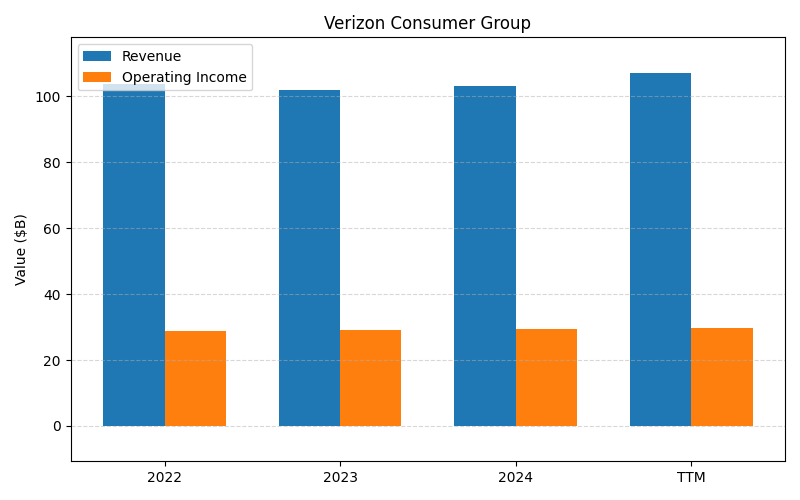 Verizon Consumer Group
Revenue
Operating Income
Value ($B)
100
80
60
40
20
0
2022
2023
2024
TTM